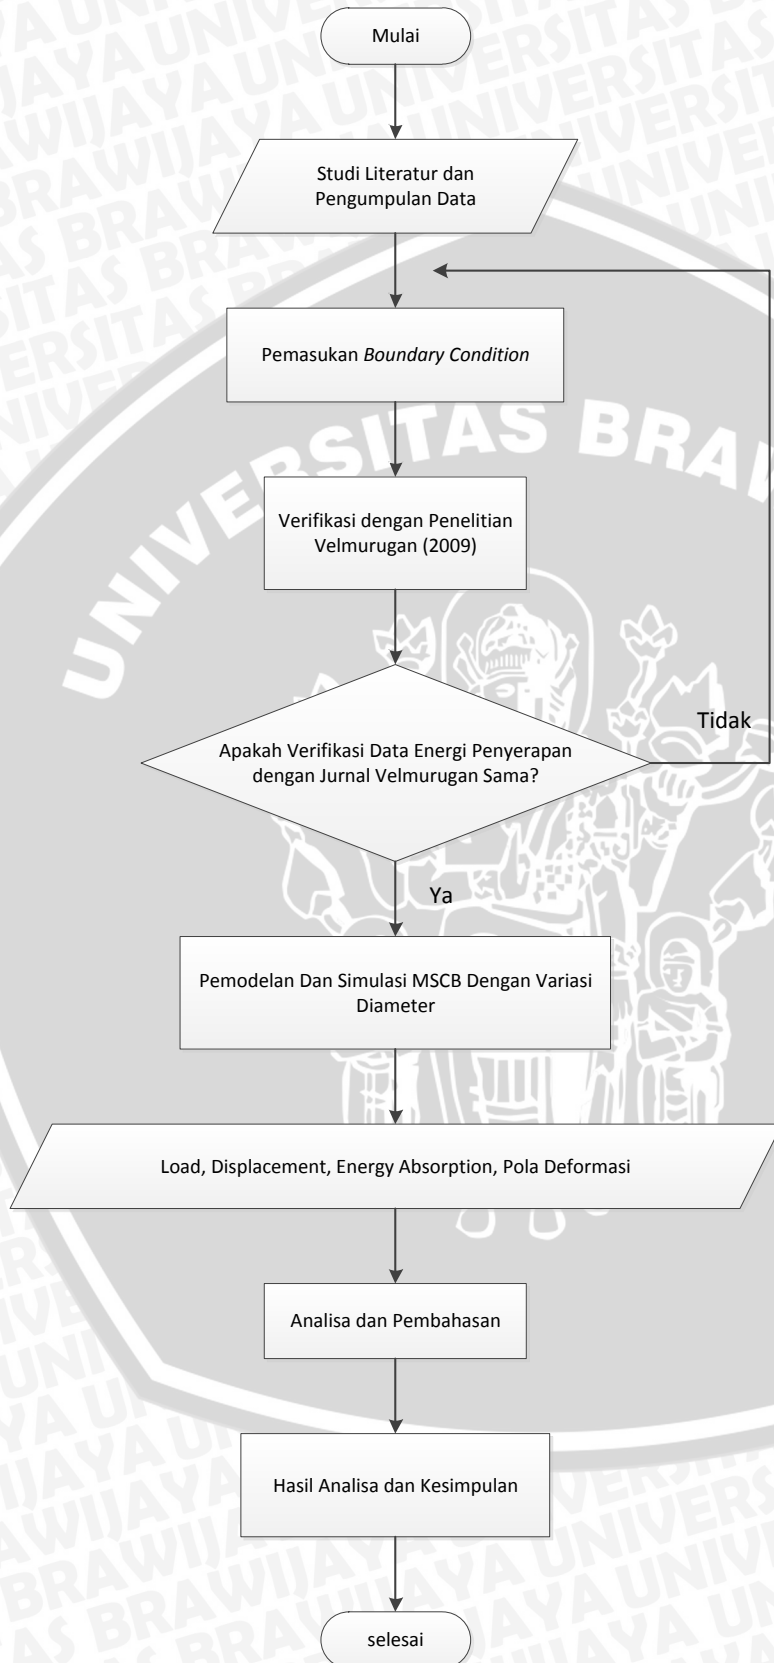 Mulai
Studi Literatur dan
Pengumpulan Data
Pemasukan Boundary Condition
UNIVERSITAS BRAW
Verifikasi dengan Penelitian
Velmurugan (2009)
Apakah Verifikasi Data Energi Penyerapan
dengan Jurnal Velmurugan Sama?
Tidak
Ya
Pemodelan Dan Simulasi MSCB Dengan Variasi
Diameter
Load, Displacement, Energy Absorption, Pola Deformasi
Analisa dan Pembahasan
Hasil Analisa dan Kesimpulan
selesai